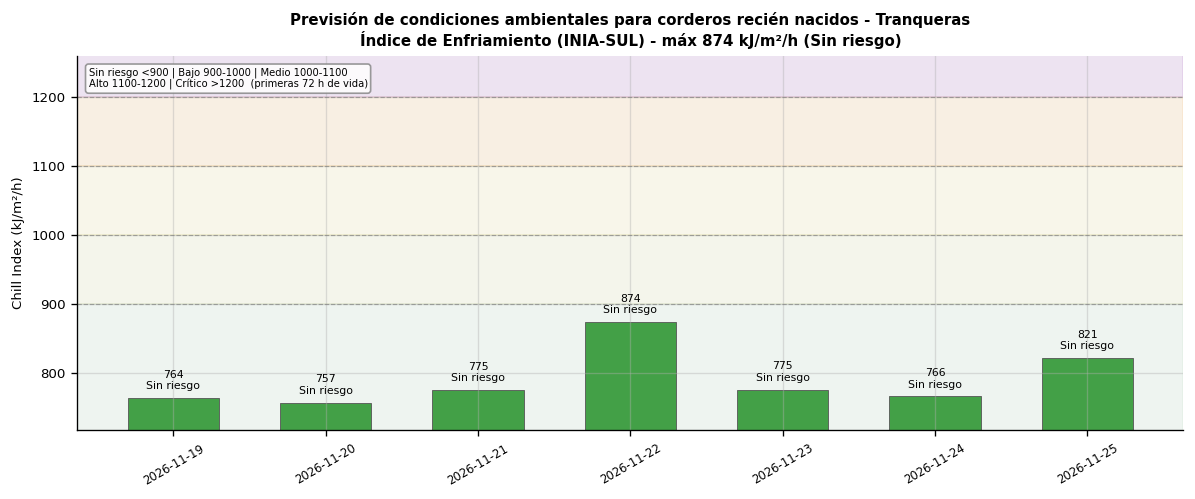 Previsión de condiciones ambientales para corderos recién nacidos - Tranqueras
Índice de Enfriamiento (INIA-SUL) - máx 874 kJ/m²/h (Sin riesgo)
Sin riesgo <900 | Bajo 900-1000 | Medio 1000-1100
Alto 1100-1200 | Crítico >1200  (primeras 72 h de vida)
Chill Index (kJ/m²/h)
1200
1100
1000
900
800
764
Sin riesgo
757
Sin riesgo
775
Sin riesgo
874
Sin riesgo
775
Sin riesgo
766
Sin riesgo
821
Sin riesgo
2026-11-19
2026-11-20
2026-11-21
2026-11-22
2026-11-23
2026-11-24
2026-11-25